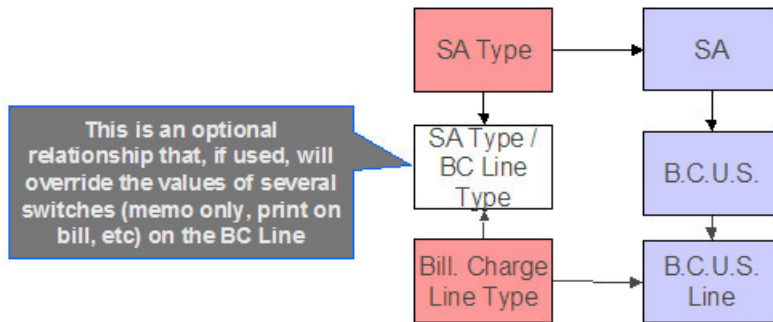 SA Type
SA
This is an optional
relationship that, if used, will
override the values of several
switches (memo only, print on
bill, etc) on the BC Line
SA Type /
BC Line
Type
B.C.U.S.
Bill. Charge
Line Type
B.C.U.S.
Line